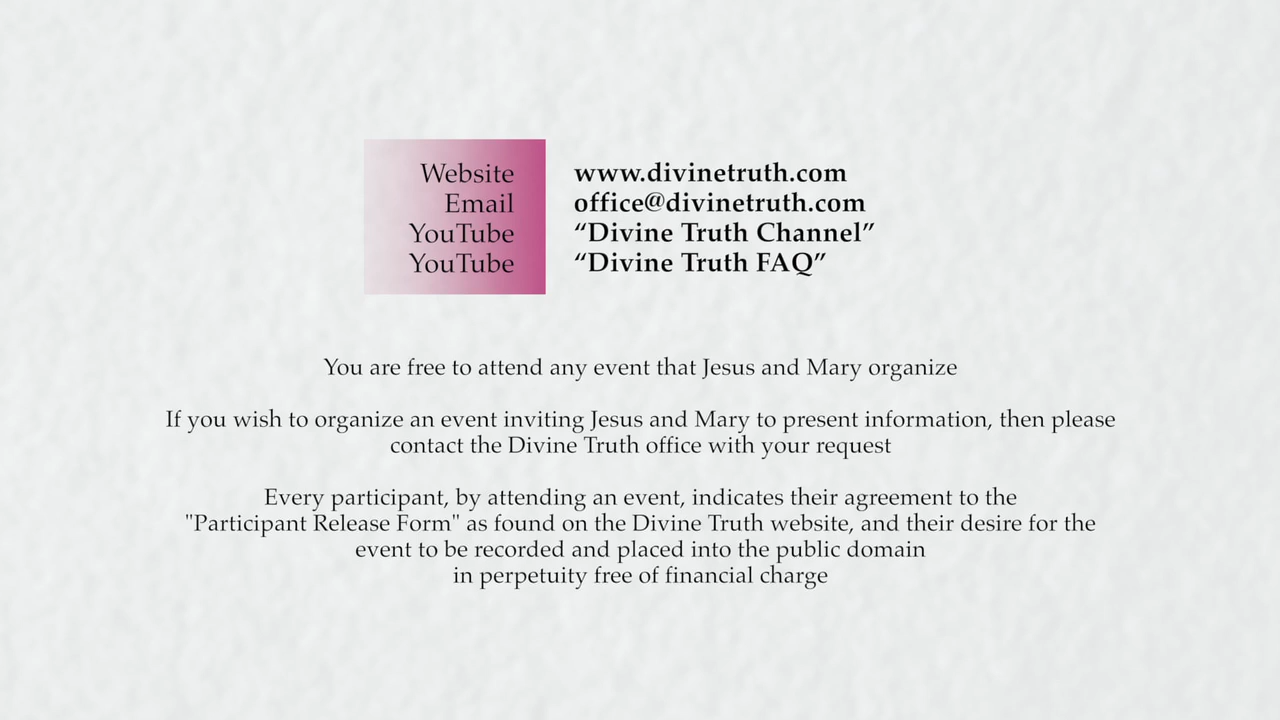 Website www.divinetruth.com
Email office@divinetruth.com
YouTube “Divine Truth Channel”
YouTube “Divine Truth FAQ”
You are free to attend any event that Jesus and Mary organize
If you wish to organize an event inviting Jesus and Mary to present information, then please
contact the Divine Truth office with your request
Every participant, by attending an event, indicates their agreement to the
"Participant Release Form" as found on the Divine Truth website, and their desire for the
event to be recorded and placed into the public domain
in perpetuity free of financial charge